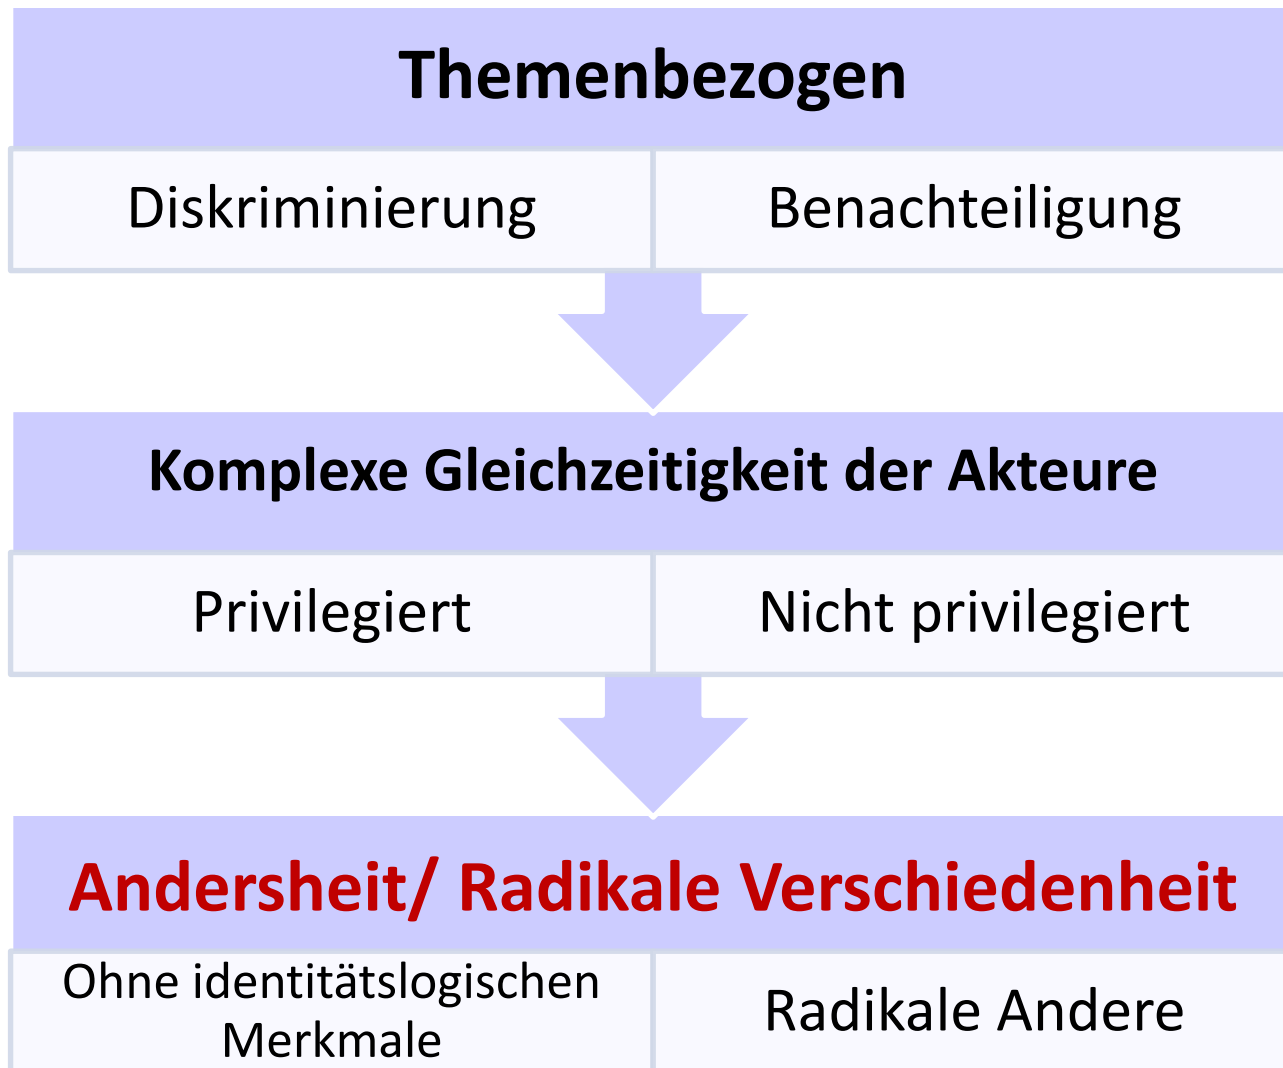 Themenbezogen
Diskriminierung
Benachteiligung
Komplexe Gleichzeitigkeit der Akteure
Privilegiert
Nicht privilegiert
Andersheit/ Radikale Verschiedenheit
Ohne identitätslogischen
Merkmale
Radikale Andere